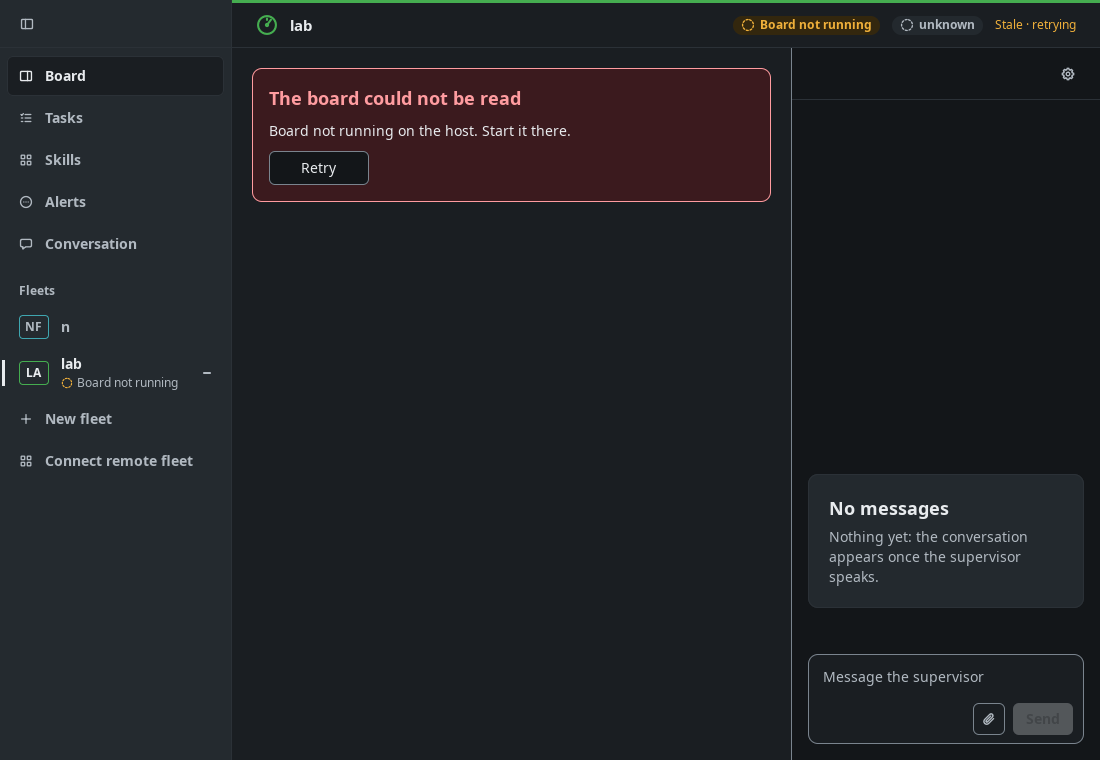 lab
Board not running
unknown
Stale · retrying
Board
Tasks
Skills
Alerts
Conversation
Fleets
NF
n
LA
lab
Board not running
New fleet
Connect remote fleet
The board could not be read
Board not running on the host. Start it there.
Retry
No messages
Nothing yet: the conversation
appears once the supervisor
speaks.
Message the supervisor
Send